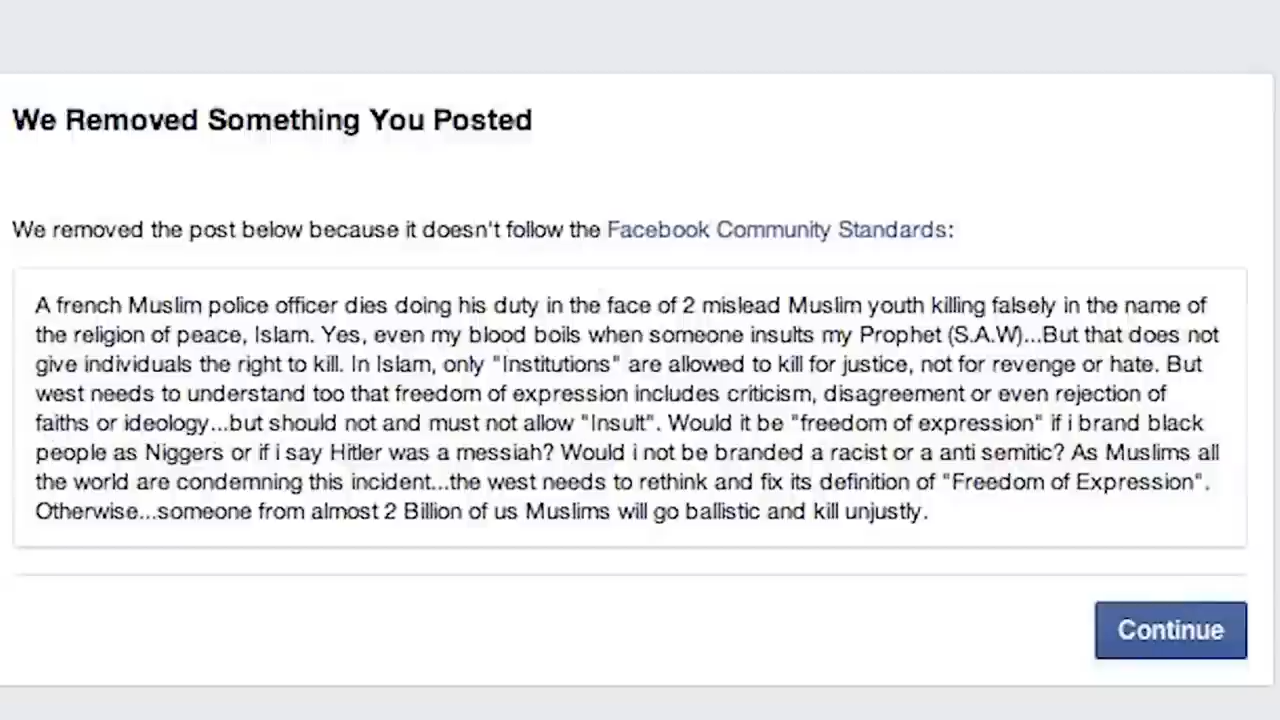 We Removed Something You Posted
We removed the post below because it doesn't follow the Facebook Community Standards:
A french Muslim police officer dies doing his duty in the face of 2 mislead Muslim youth killing falsely in the name of
the religion of peace, Islam. Yes, even my blood boils when someone insults my Prophet (S.A.W)...But that does not
give individuals the right to kill. In Islam, only "Institutions" are allowed to kill for justice, not for revenge or hate. But
west needs to understand too that freedom of expression includes criticism, disagreement or even rejection of
faiths or ideology...but should not and must not allow "Insult". Would it be "freedom of expression" if i brand black
people as Niggers or if i say Hitler was a messiah? Would i not be branded a racist or a anti semitic? As Muslims all
the world are condemning this incident...the west needs to rethink and fix its definition of "Freedom of Expression".
Otherwise...someone from almost 2 Billion of us Muslims will go ballistic and kill unjustly.
Continue